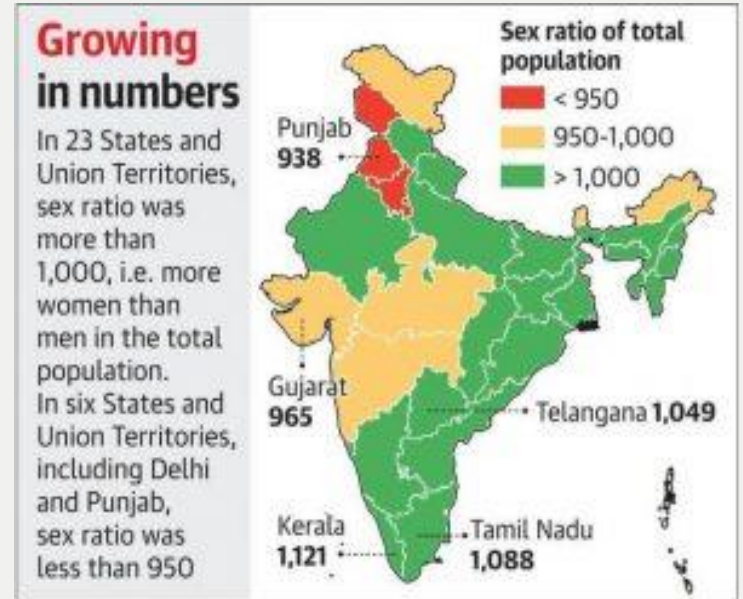 Growing
in numbers
In 23 States and
Union Territories,
sex ratio was
more than
1,000, i.e. more
women than
men in the total
population.
In six States and
Union Territories,
including Delhi
and Punjab,
sex ratio was
less than 950
Sex ratio of total
population
< 950
950-1,000
> 1,000
Punjab
938
Gujarat
965
Telangana 1,049
Kerala
1,121
Tamil Nadu
1,088